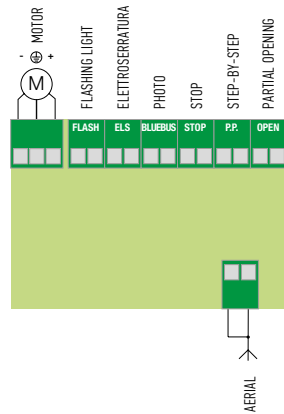 MOTOR
- +
M
FLASHING LIGHT
ELETTROSERRATURA
PHOTO
STOP
STEP-BY-STEP
PARTIAL OPENING
FLASH
ELS
BLUEBUS
STOP
P.P.
OPEN
AERIAL